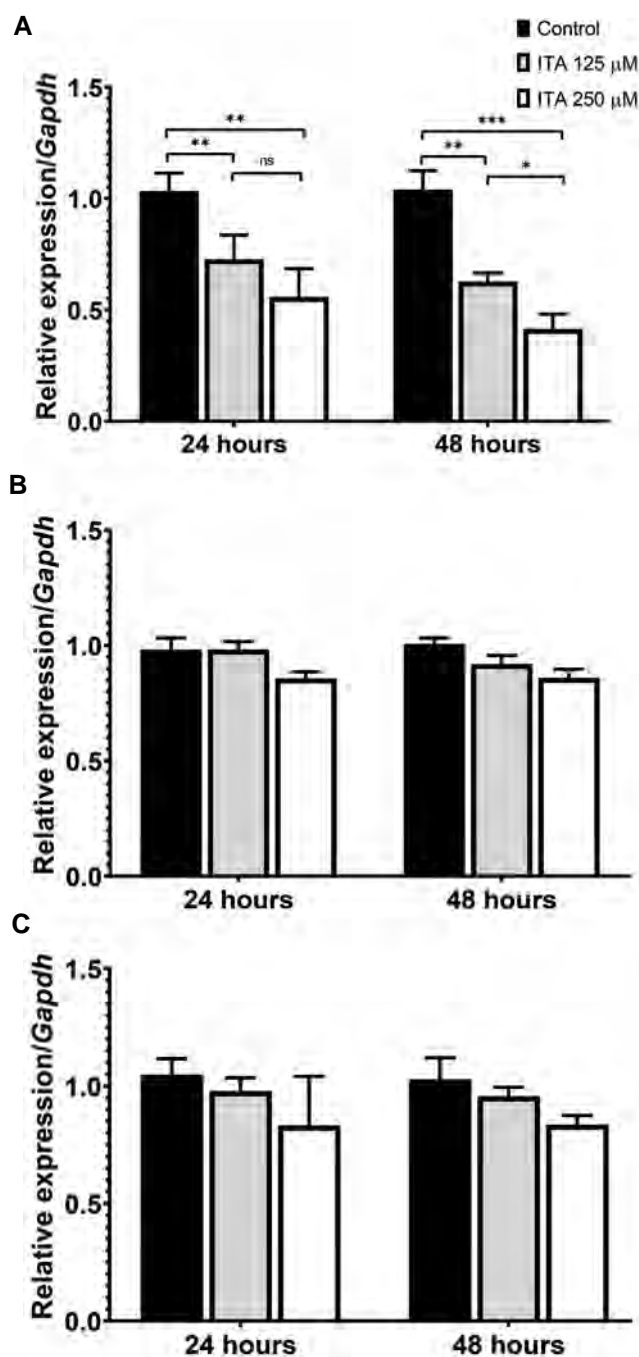 A
Control
ITA 125 μM
ITA 250 μM
Relative expression/Gapdh
1.5
1.0
0.5
0.0
** ***
** **
ns *
24 hours 48 hours
B
Relative expression/Gapdh
1.5
1.0
0.5
0.0
24 hours 48 hours
C
Relative expression/Gapdh
1.5
1.0
0.5
0.0
24 hours 48 hours